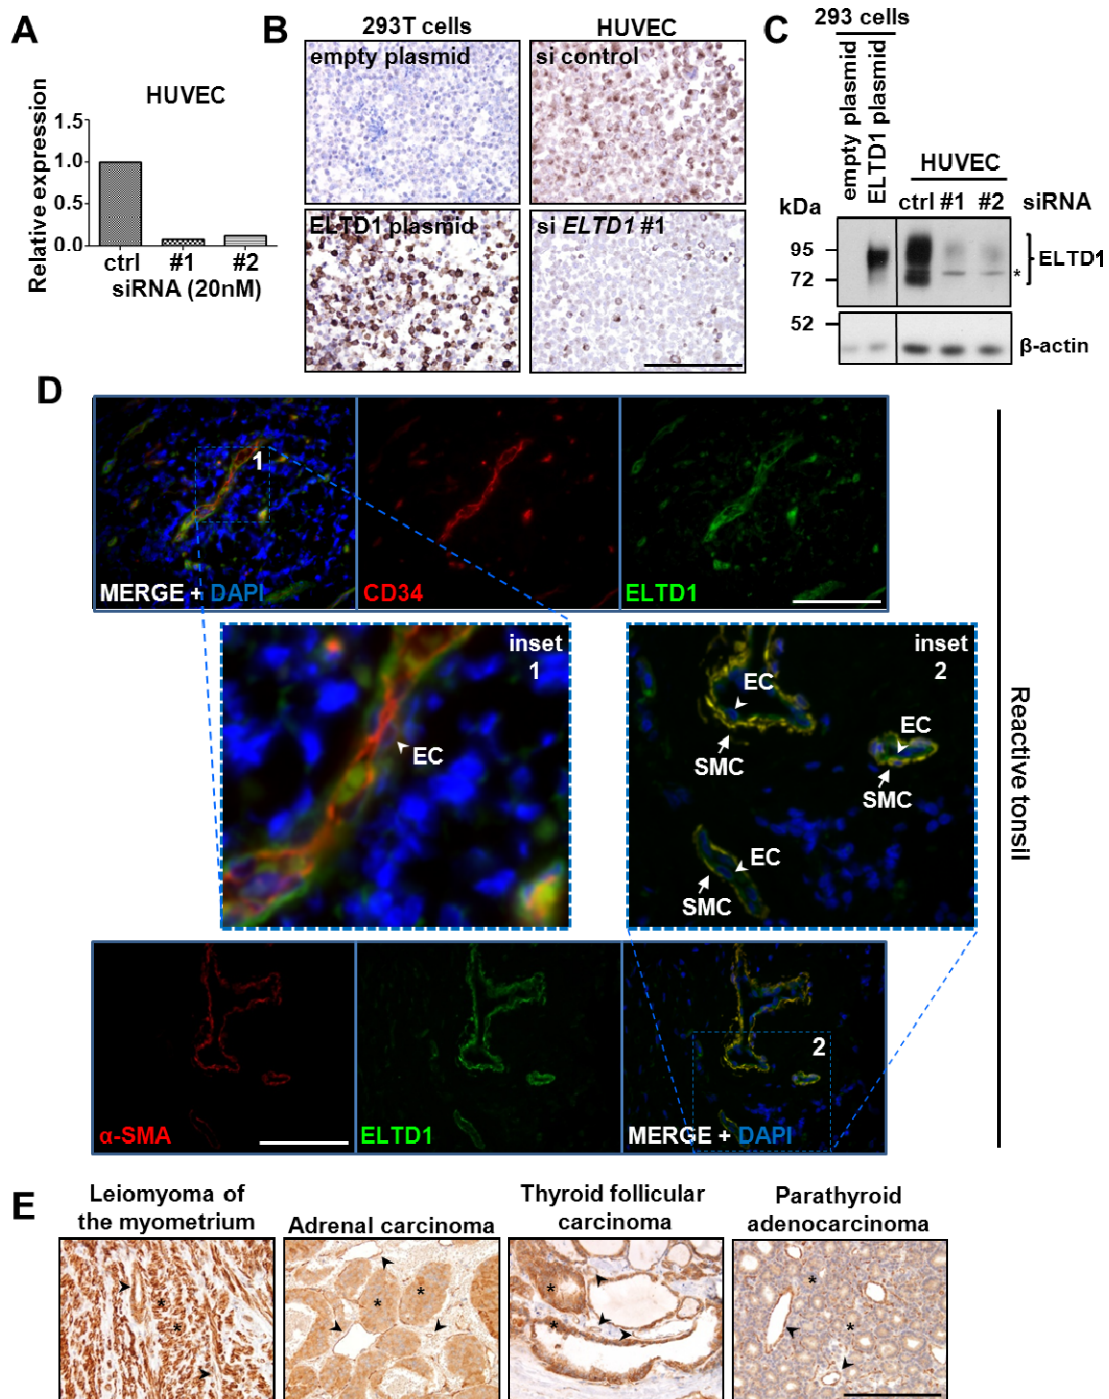 A
HUVEC
Relative expression
1.5
1.0
0.5
0.0
ctrl #1 #2
siRNA (20nM)
B
293T cells HUVEC
empty plasmid
si control
ELTD1 plasmid
si ELTD1 #1
C
293 cells
empty plasmid
ELTD1 plasmid
HUVEC
kDa
ctrl #1 #2 siRNA
95
72
52
ELTD1
*
β-actin
D
1
MERGE + DAPI
CD34
ELTD1
inset
1
EC
inset
2
EC
EC
SMC
SMC
EC
SMC
Reactive tonsil
α-SMA
ELTD1
2
MERGE + DAPI
E
Leiomyoma of
the myometrium
Adrenal carcinoma
Thyroid follicular
carcinoma
Parathyroid
adenocarcinoma
*
*
*
*
*
*
*
*